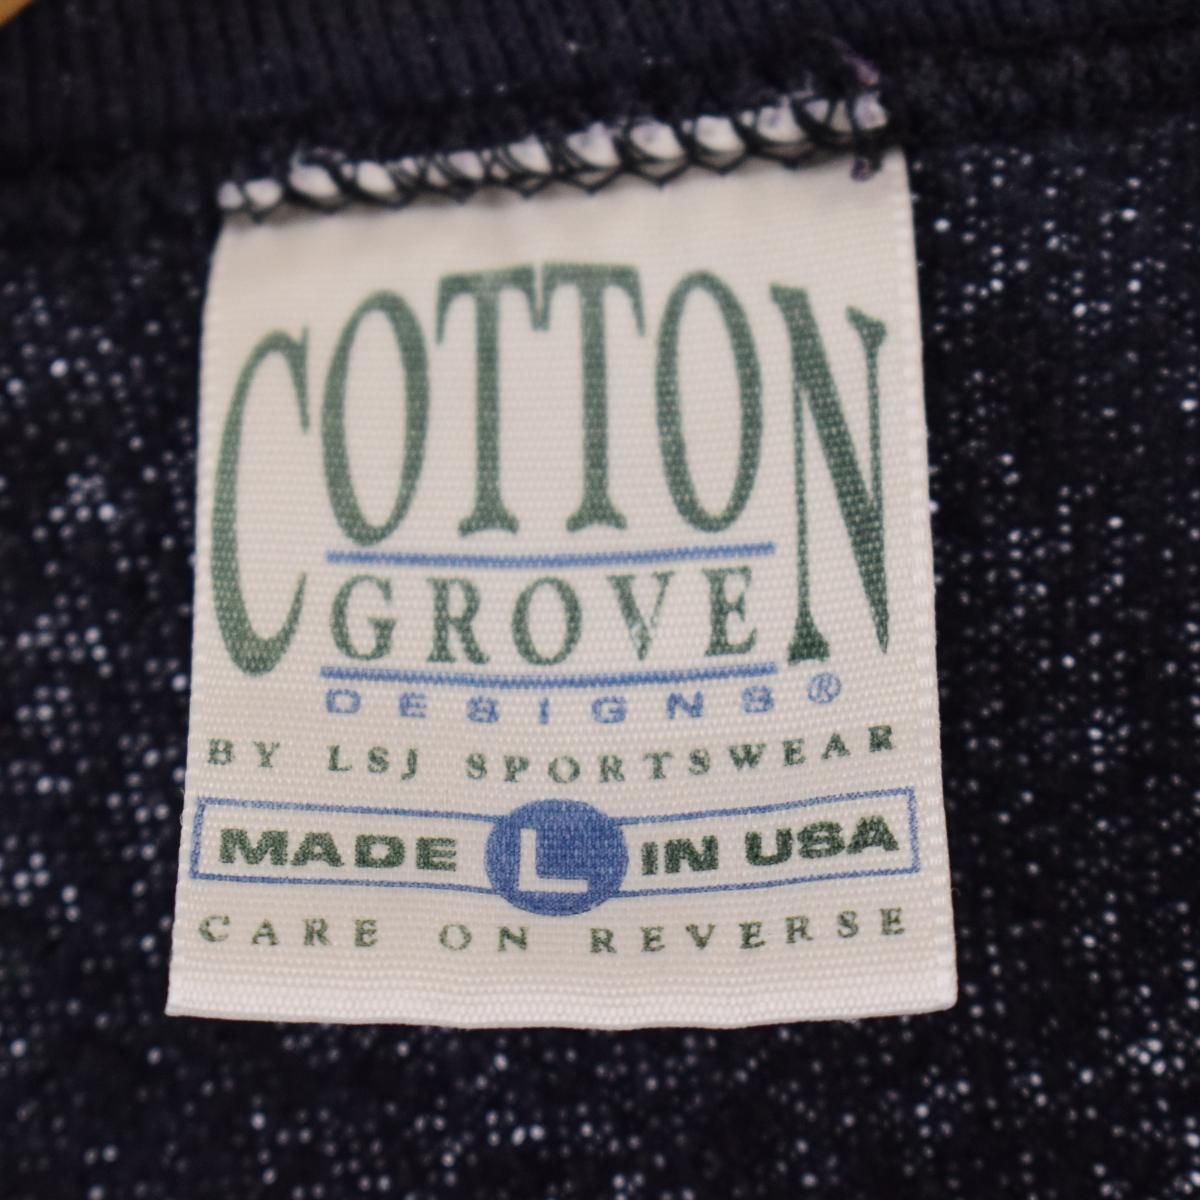 COTTON
GROVE
DESIGNS®
BY LSJ SPORTSWEAR
MADE L IN USA
CARE ON REVERSE